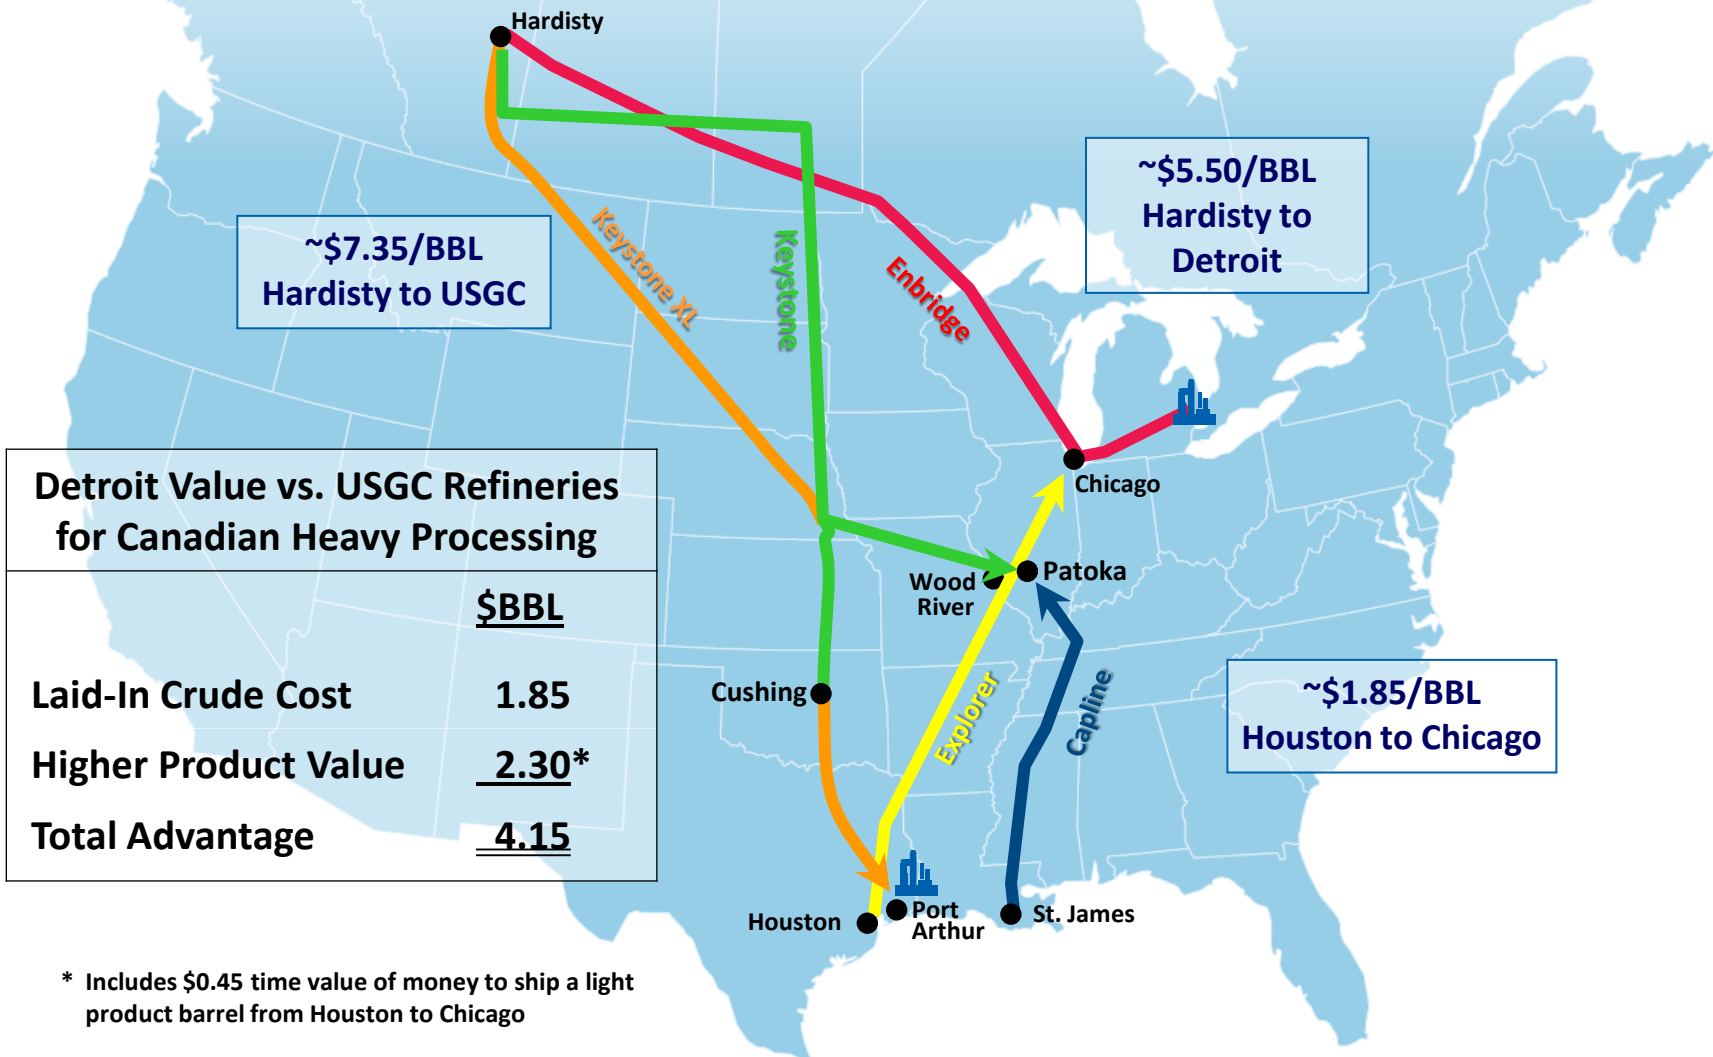 Hardisty
~$5.50/BBL
Hardisty to
Detroit
~$7.35/BBL
Hardisty to USGC
Keystone XL
Keystone
Enbridge
Detroit Value vs. USGC Refineries
for Canadian Heavy Processing
$BBL
Laid-In Crude Cost 1.85
Higher Product Value 2.30*
Total Advantage 4.15
Chicago
Wood
River
Patoka
Cushing
Explorer
Capline
~$1.85/BBL
Houston to Chicago
Houston
Port
Arthur
St. James
* Includes $0.45 time value of money to ship a light
product barrel from Houston to Chicago